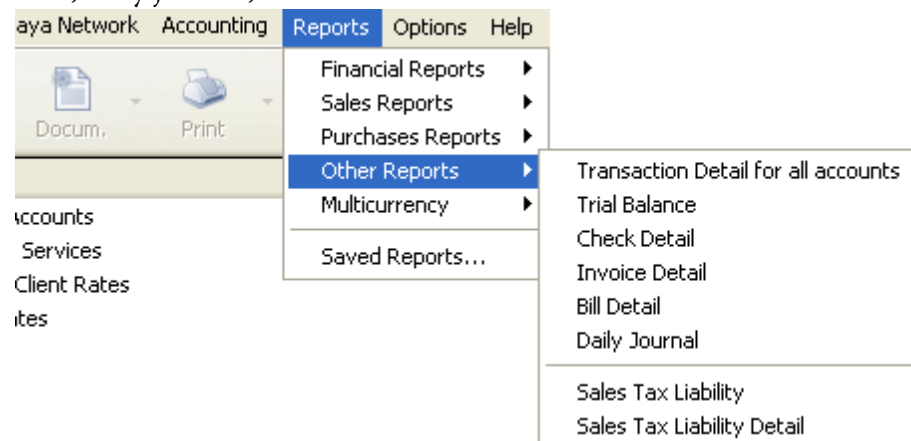 aya Network Accounting Reports Options Help
Docum. Print
Financial Reports
Sales Reports
Purchases Reports
Other Reports
Multicurrency
Saved Reports...
Transaction Detail for all accounts
Trial Balance
Check Detail
Invoice Detail
Bill Detail
Daily Journal
Sales Tax Liability
Sales Tax Liability Detail
Accounts
Services
Client Rates
ates